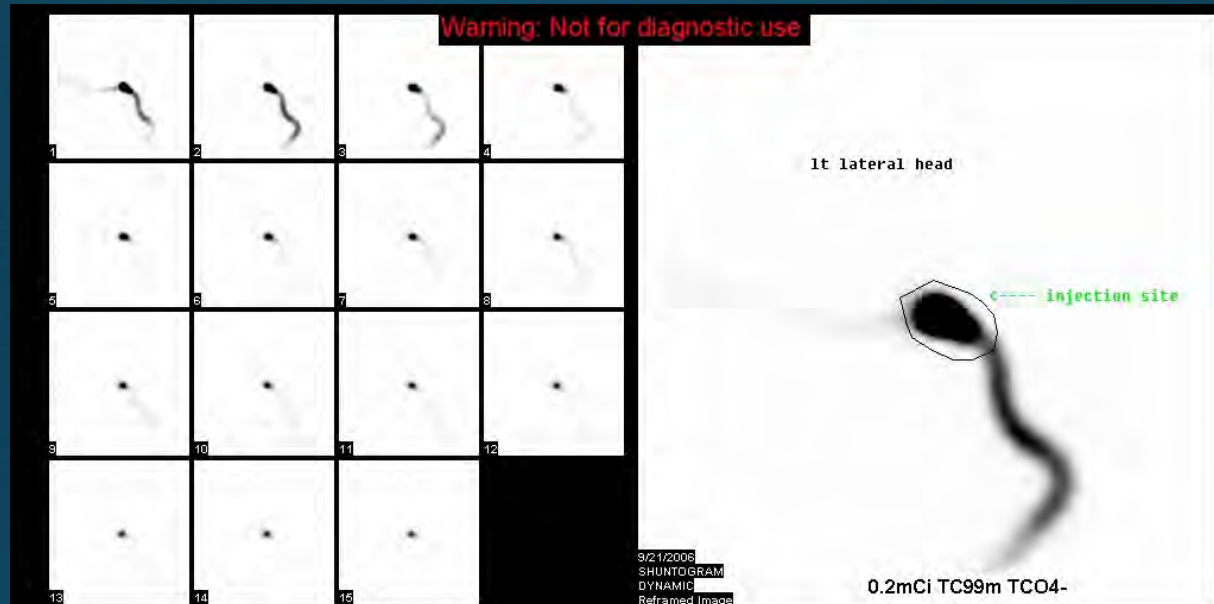 Warning: Not for diagnostic use
1
2
3
4
5
6
7
8
9
10
11
12
13
14
15
lt lateral head
<---- injection site
9/21/2006
SHUNTOGRAM
DYNAMIC
Reframed Image
0.2mCi TC99m TCO4-